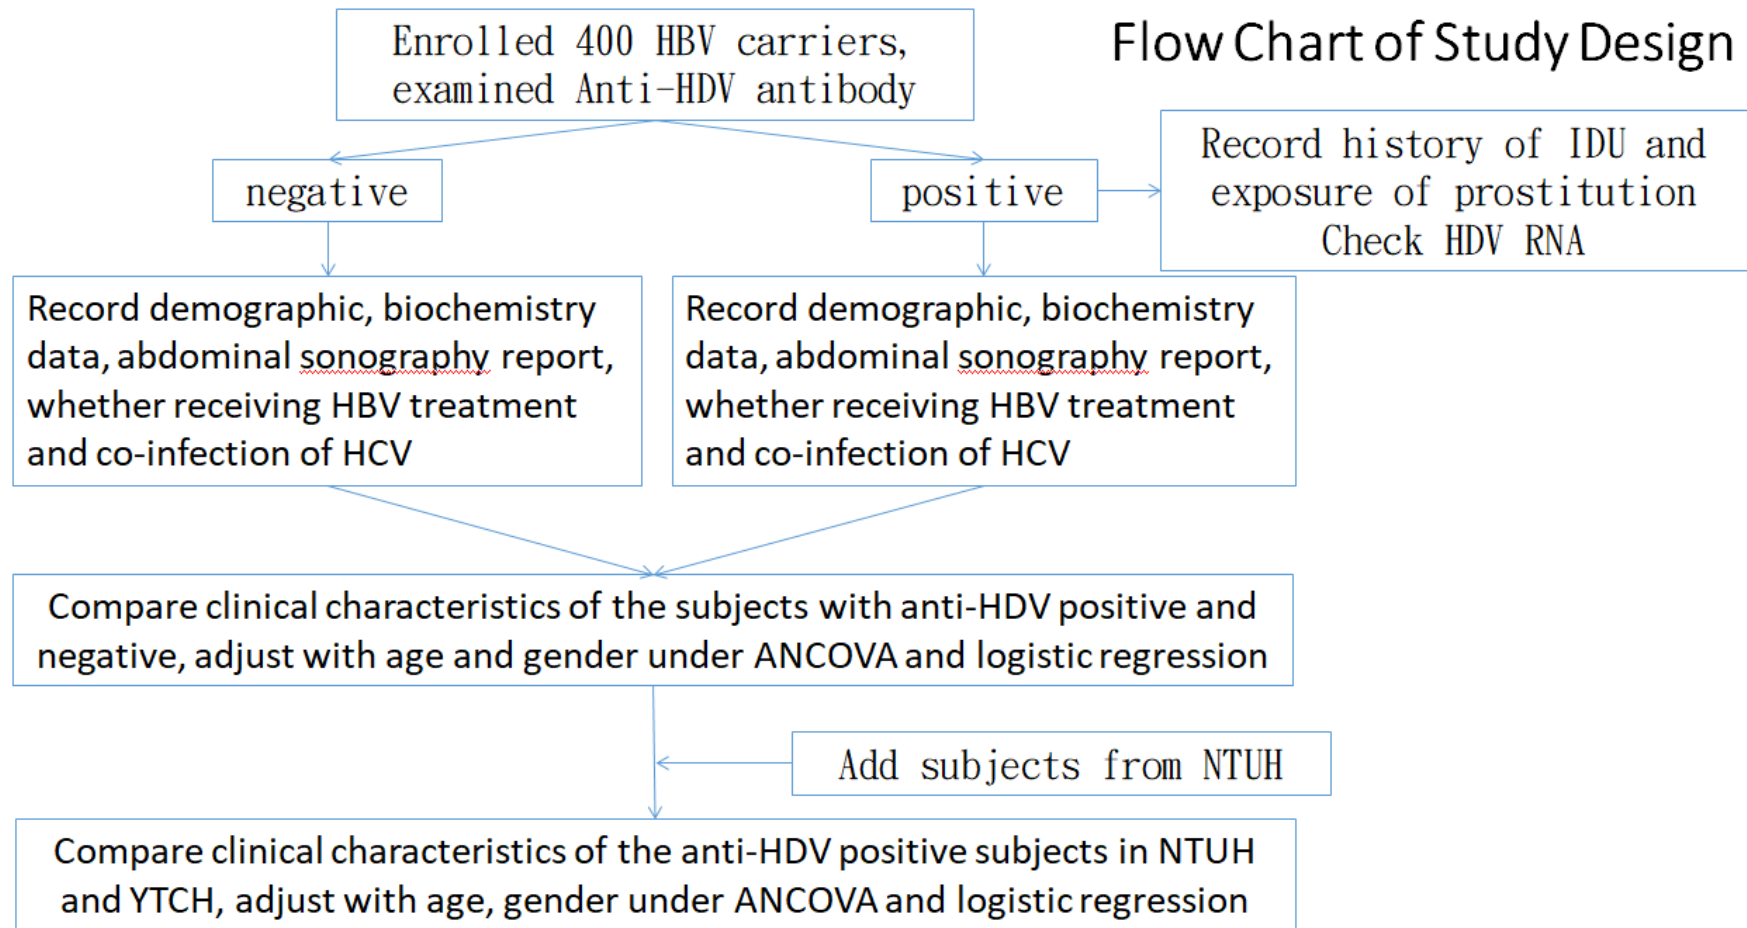 Flow Chart of Study Design
Enrolled 400 HBV carriers,
examined Anti-HDV antibody
negative
positive
Record history of IDU and
exposure of prostitution
Check HDV RNA
Record demographic, biochemistry
data, abdominal sonography report,
whether receiving HBV treatment
and co-infection of HCV
Record demographic, biochemistry
data, abdominal sonography report,
whether receiving HBV treatment
and co-infection of HCV
Compare clinical characteristics of the subjects with anti-HDV positive and
negative, adjust with age and gender under ANCOVA and logistic regression
Add subjects from NTUH
Compare clinical characteristics of the anti-HDV positive subjects in NTUH
and YTCH, adjust with age, gender under ANCOVA and logistic regression